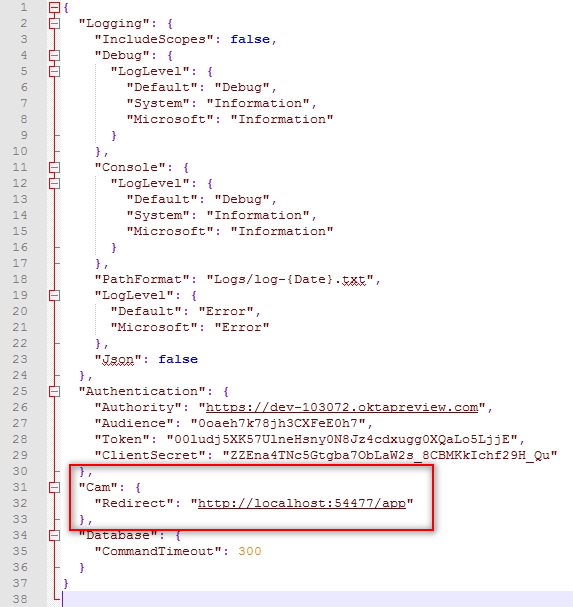 1 {
2 "Logging": {
3 "IncludeScopes": false,
4 "Debug": {
5 "LogLevel": {
6 "Default": "Debug",
7 "System": "Information",
8 "Microsoft": "Information"
9 }
10 },
11 "Console": {
12 "LogLevel": {
13 "Default": "Debug",
14 "System": "Information",
15 "Microsoft": "Information"
16 }
17 },
18 "PathFormat": "Logs/log-{Date}.txt",
19 "LogLevel": {
20 "Default": "Error",
21 "Microsoft": "Error"
22 },
23 "Json": false
24 },
25 "Authentication": {
26 "Authority": "https://dev-103072.oktapreview.com",
27 "Audience": "0oaeh7k78jh3CXFeE0h7",
28 "Token": "00ludj5XK57UlneHsny0N8Jz4cdxugg0XQaLo5LjjE",
29 "ClientSecret": "ZZEna4TNc5Gtgba7ObLaW2s_8CBMKkIchf29H_Qu"
30 },
31 "Cam": {
32 "Redirect": "http://localhost:54477/app"
33 },
34 "Database": {
35 "CommandTimeout": 300
36 }
37 }
38